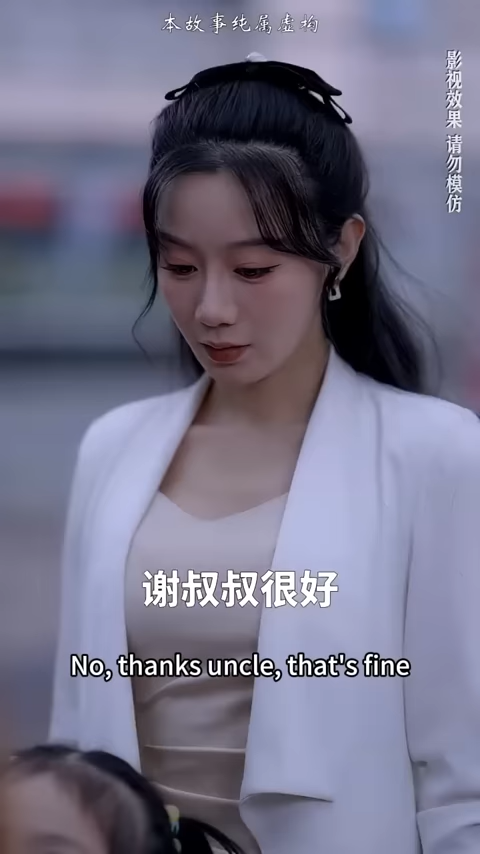 本故事纯属虚构
影视效果 请勿模仿
谢叔叔很好
No, thanks uncle, that's fine